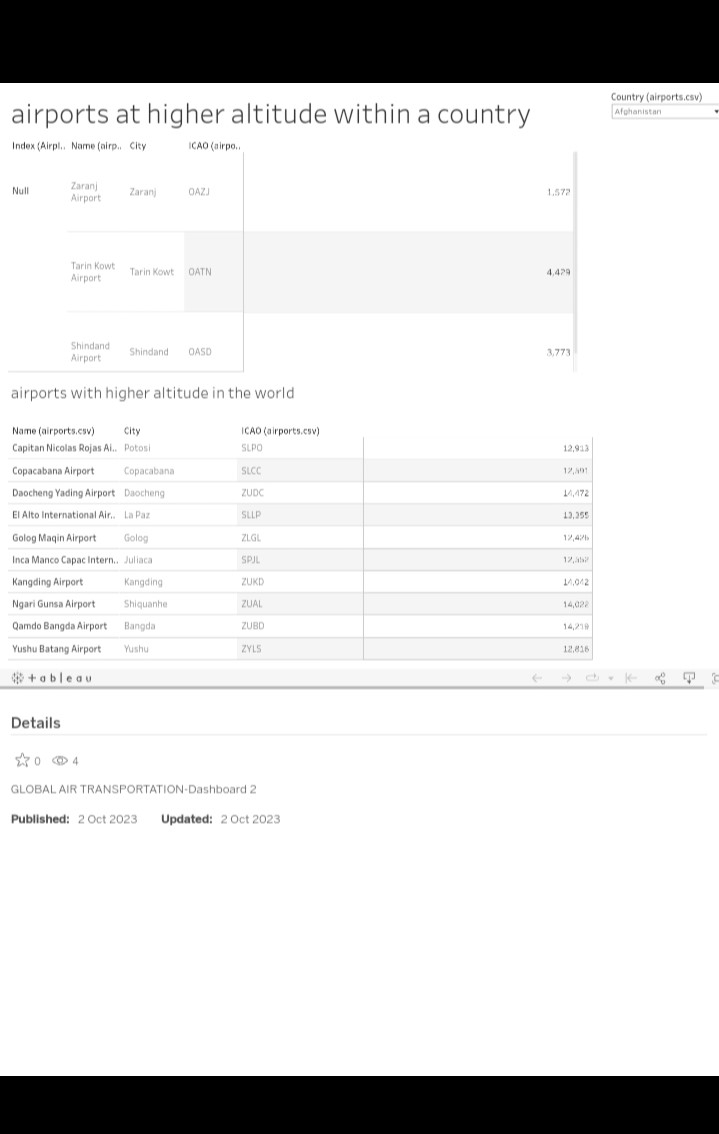 airports at higher altitude within a country
Country (airports.csv)
Afghanistan
Index (Airpl.. Name (airp.. City ICAO (airpo..
Null Zaranj Airport Zaranj OAZJ 1,572
Tarin Kowt Airport Tarin Kowt OATN 4,429
Shindand Airport Shindand OASD 3,773
airports with higher altitude in the world
Name (airports.csv) City ICAO (airports.csv)
Capitan Nicolas Rojas Ai.. Potosi SLPO 12,913
Copacabana Airport Copacabana SLCC
Daocheng Yading Airport Daocheng ZUDC 14,472
El Alto International Air.. La Paz SLLP 13,355
Golog Maqin Airport Golog ZLGL 12,426
Inca Manco Capac Intern.. Juliaca SPJL
Kangding Airport Kangding ZUKD 14,042
Ngari Gunsa Airport Shiquanhe ZUAL 14,022
Qamdo Bangda Airport Bangda ZUBD 14,219
Yushu Batang Airport Yushu ZYLS 12,816
+ableau
Details
0 4
GLOBAL AIR TRANSPORTATION-Dashboard 2
Published: 2 Oct 2023 Updated: 2 Oct 2023